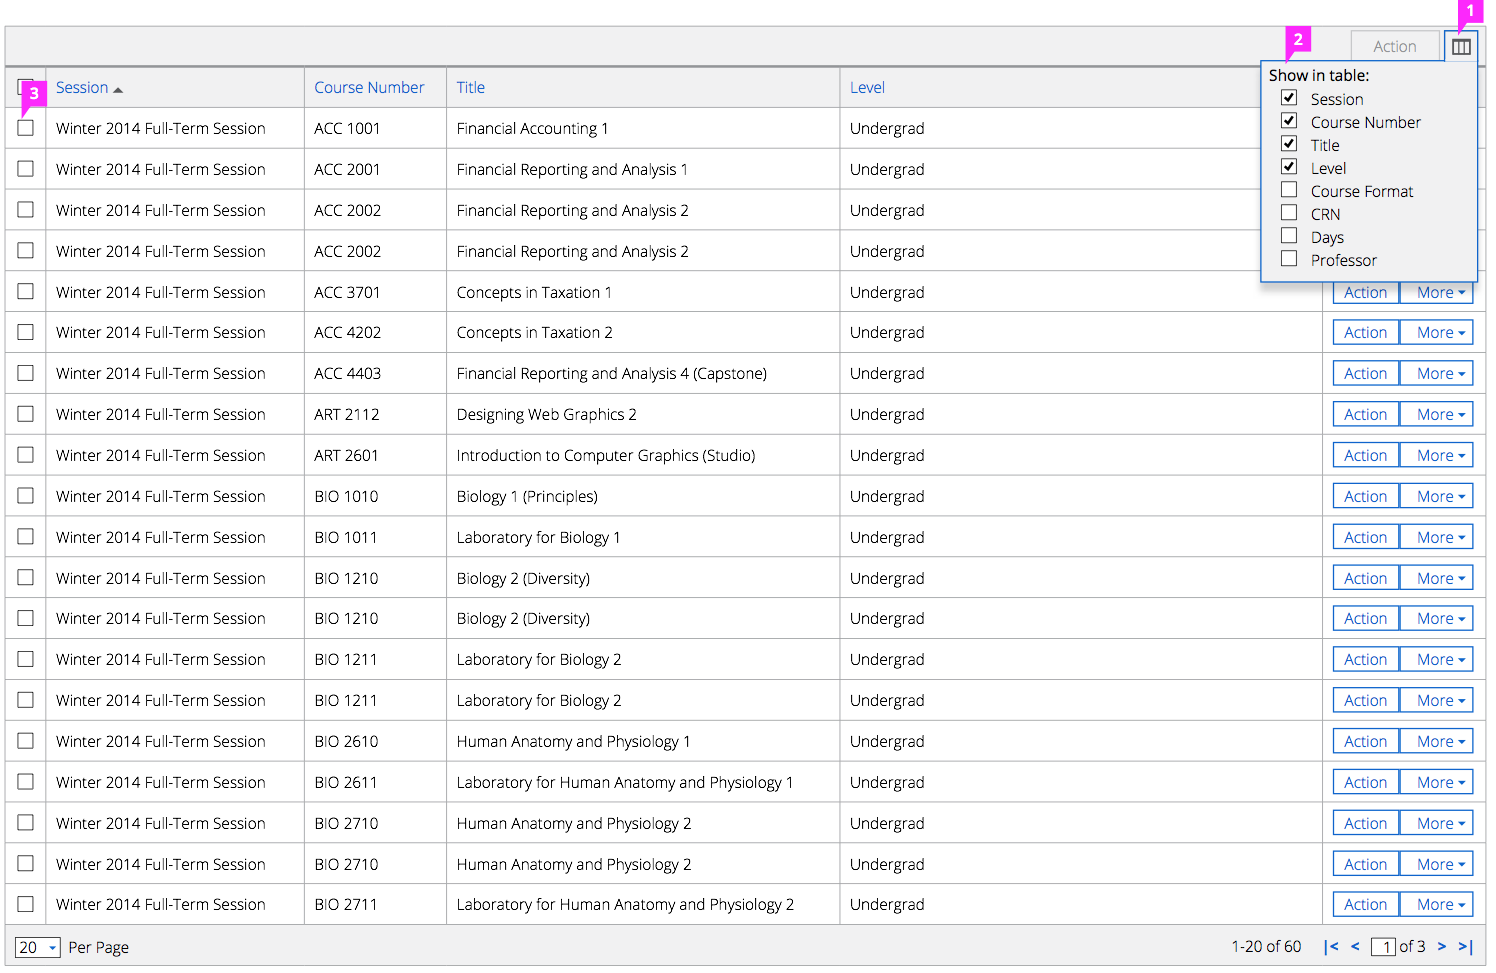 1
2
Action
Show in table:
Session
Course Number
Title
Level
Course Format
CRN
Days
Professor
3
Session Course Number Title Level
Winter 2014 Full-Term Session ACC 1001 Financial Accounting 1 Undergrad
Winter 2014 Full-Term Session ACC 2001 Financial Reporting and Analysis 1 Undergrad
Winter 2014 Full-Term Session ACC 2002 Financial Reporting and Analysis 2 Undergrad
Winter 2014 Full-Term Session ACC 2002 Financial Reporting and Analysis 2 Undergrad
Winter 2014 Full-Term Session ACC 3701 Concepts in Taxation 1 Undergrad Action More
Winter 2014 Full-Term Session ACC 4202 Concepts in Taxation 2 Undergrad Action More
Winter 2014 Full-Term Session ACC 4403 Financial Reporting and Analysis 4 (Capstone) Undergrad Action More
Winter 2014 Full-Term Session ART 2112 Designing Web Graphics 2 Undergrad Action More
Winter 2014 Full-Term Session ART 2601 Introduction to Computer Graphics (Studio) Undergrad Action More
Winter 2014 Full-Term Session BIO 1010 Biology 1 (Principles) Undergrad Action More
Winter 2014 Full-Term Session BIO 1011 Laboratory for Biology 1 Undergrad Action More
Winter 2014 Full-Term Session BIO 1210 Biology 2 (Diversity) Undergrad Action More
Winter 2014 Full-Term Session BIO 1210 Biology 2 (Diversity) Undergrad Action More
Winter 2014 Full-Term Session BIO 1211 Laboratory for Biology 2 Undergrad Action More
Winter 2014 Full-Term Session BIO 1211 Laboratory for Biology 2 Undergrad Action More
Winter 2014 Full-Term Session BIO 2610 Human Anatomy and Physiology 1 Undergrad Action More
Winter 2014 Full-Term Session BIO 2611 Laboratory for Human Anatomy and Physiology 1 Undergrad Action More
Winter 2014 Full-Term Session BIO 2710 Human Anatomy and Physiology 2 Undergrad Action More
Winter 2014 Full-Term Session BIO 2710 Human Anatomy and Physiology 2 Undergrad Action More
Winter 2014 Full-Term Session BIO 2711 Laboratory for Human Anatomy and Physiology 2 Undergrad Action More
20 Per Page 1-20 of 60 |< < 1 of 3 > >|